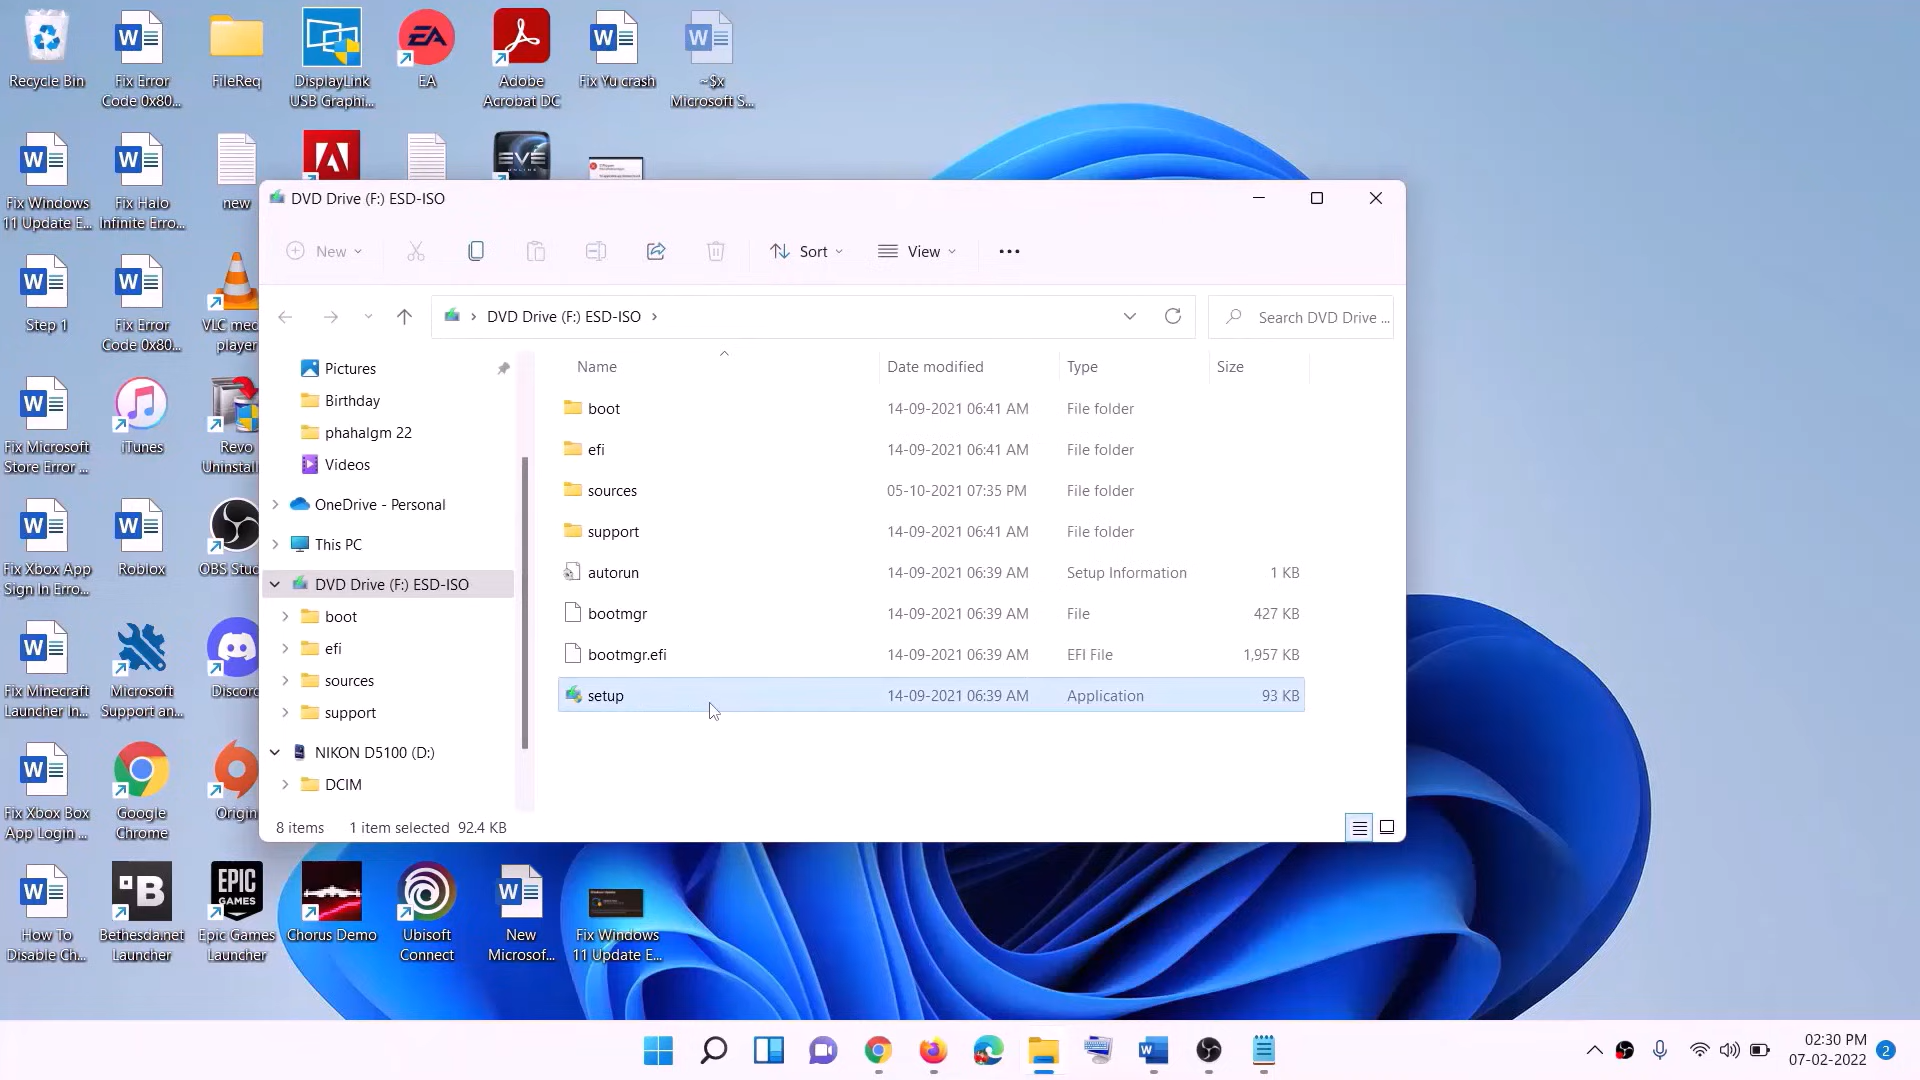 Recycle Bin
Fix Error
Code 0x80...
FileReq
DisplayLink
USB Graphi...
EA
Adobe
Acrobat DC
Fix Yu crash
~$x
Microsoft S...
Fix Windows
11 Update E...
Fix Halo
Infinite Erro...
new
EVE
ONLINE
DVD Drive (F:) ESD-ISO
New
Sort
View
DVD Drive (F:) ESD-ISO
Search DVD Drive ...
Step 1
Fix Error
Code 0x80...
VLC med
player
Fix Microsoft
Store Error ...
iTunes
Revo
Uninstall
Fix Xbox App
Sign In Erro...
Roblox
OBS Stud
Fix Minecraft
Launcher In...
Microsoft
Support an...
Discord
Fix Xbox Box
App Login ...
Google
Chrome
Origin
Pictures
Birthday
phahalgm 22
Videos
OneDrive - Personal
This PC
DVD Drive (F:) ESD-ISO
boot
efi
sources
support
NIKON D5100 (D:)
DCIM
Name Date modified Type Size
boot 14-09-2021 06:41 AM File folder
efi 14-09-2021 06:41 AM File folder
sources 05-10-2021 07:35 PM File folder
support 14-09-2021 06:41 AM File folder
autorun 14-09-2021 06:39 AM Setup Information 1 KB
bootmgr 14-09-2021 06:39 AM File 427 KB
bootmgr.efi 14-09-2021 06:39 AM EFI File 1,957 KB
setup 14-09-2021 06:39 AM Application 93 KB
8 items 1 item selected 92.4 KB
How To
Disable Ch...
Bethesda.net
Launcher
EPIC
GAMES
Epic Games
Launcher
Chorus Demo
Ubisoft
Connect
New
Microsof...
Fix Windows
11 Update E...
02:30 PM
07-02-2022
2